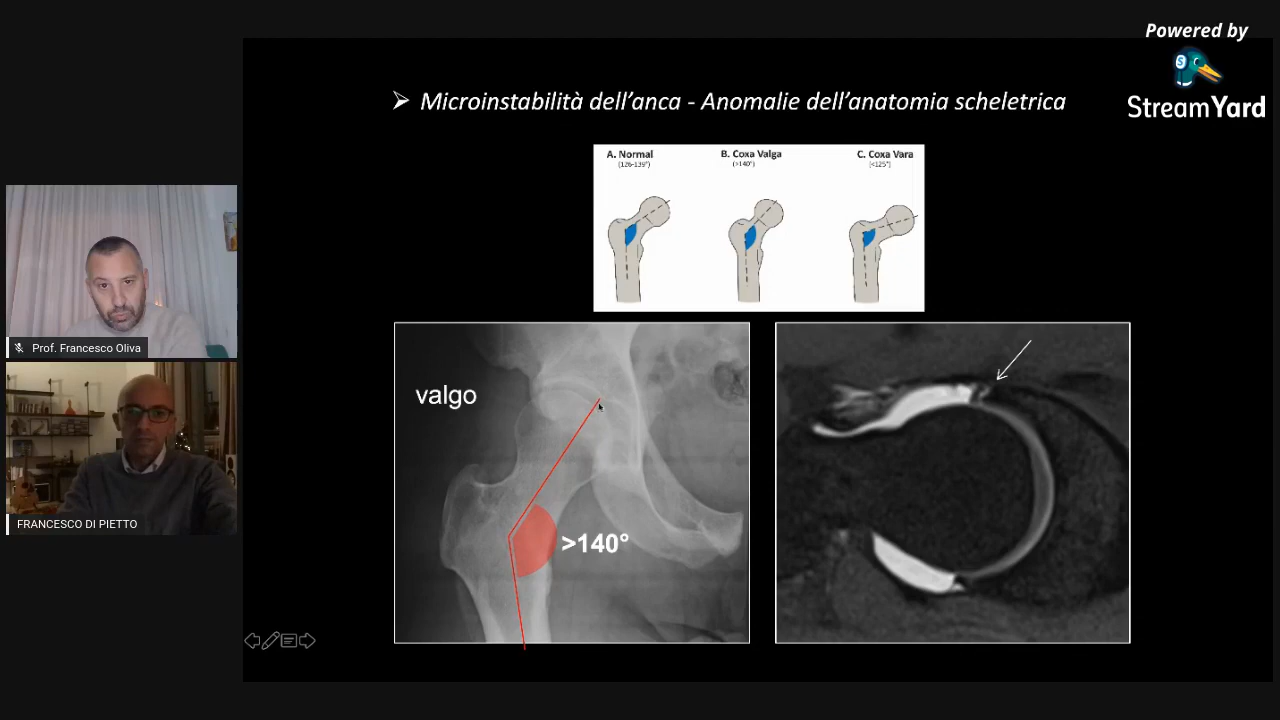 Powered by
StreamYard
➢ Microinstabilità dell'anca - Anomalie dell'anatomia scheletrica
A. Normal
(126-139°)
B. Coxa Valga
(>140°)
C. Coxa Vara
(<125°)
valgo
>140°
Prof. Francesco Oliva
FRANCESCO DI PIETTO